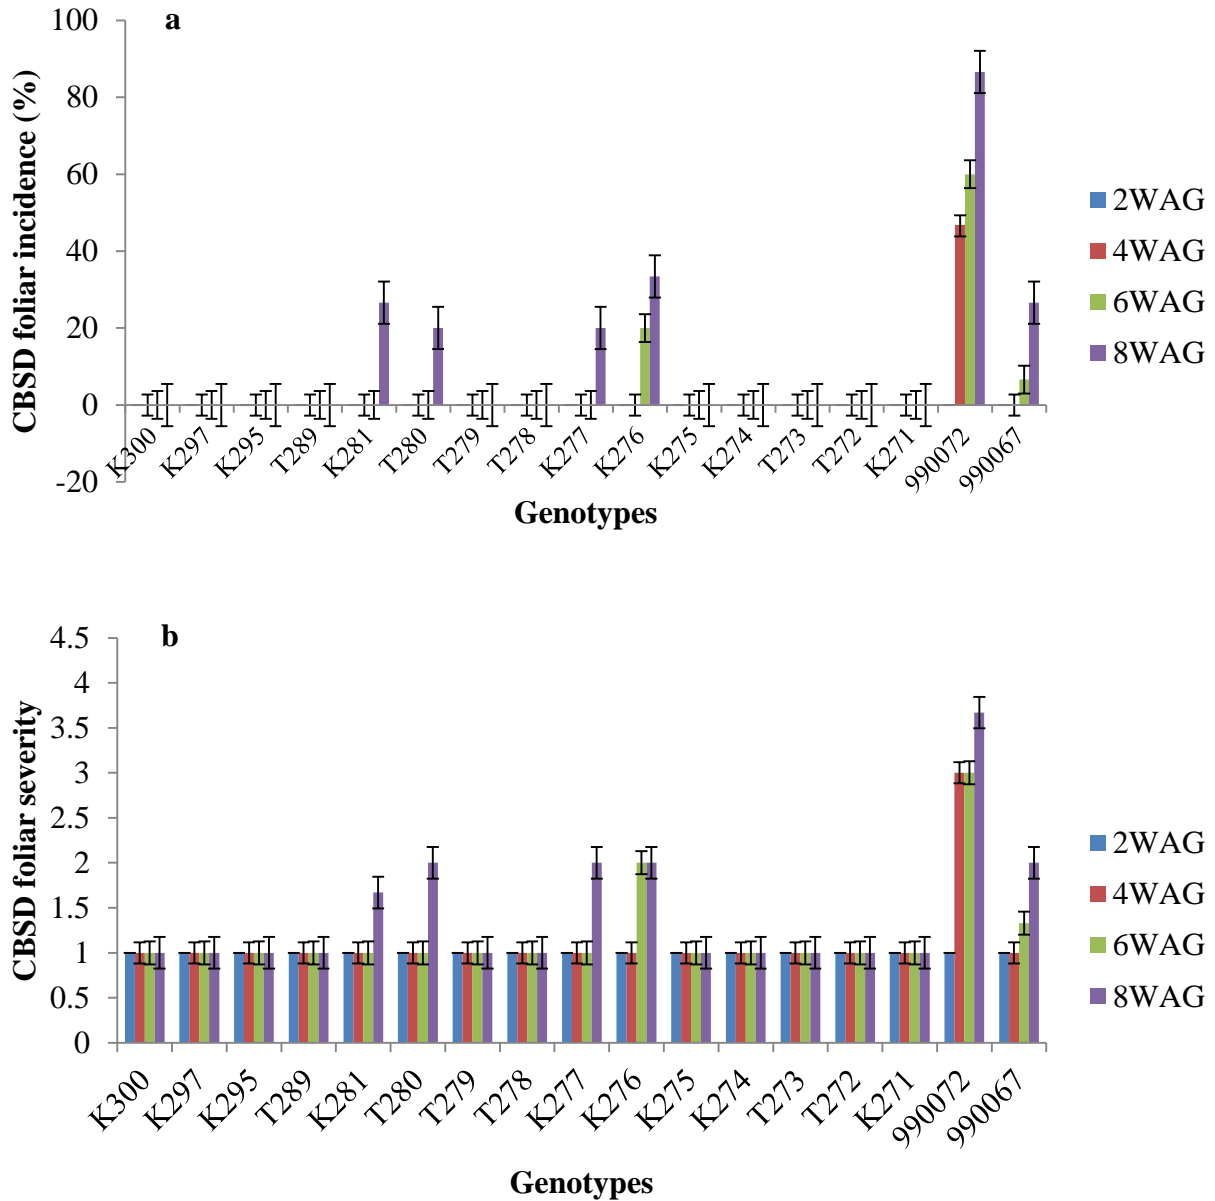 a
100
80
60
40
20
0
-20
CBSD foliar incidence (%)
K300
K297
K295
T289
K281
T280
T279
T278
K277
K276
K275
K274
T273
T272
K271
990072
990067
Genotypes
2WAG
4WAG
6WAG
8WAG
b
4.5
4
3.5
3
2.5
2
1.5
1
0.5
0
CBSD foliar severity
K300
K297
K295
T289
K281
T280
T279
T278
K277
K276
K275
K274
T273
T272
K271
990072
990067
Genotypes
2WAG
4WAG
6WAG
8WAG